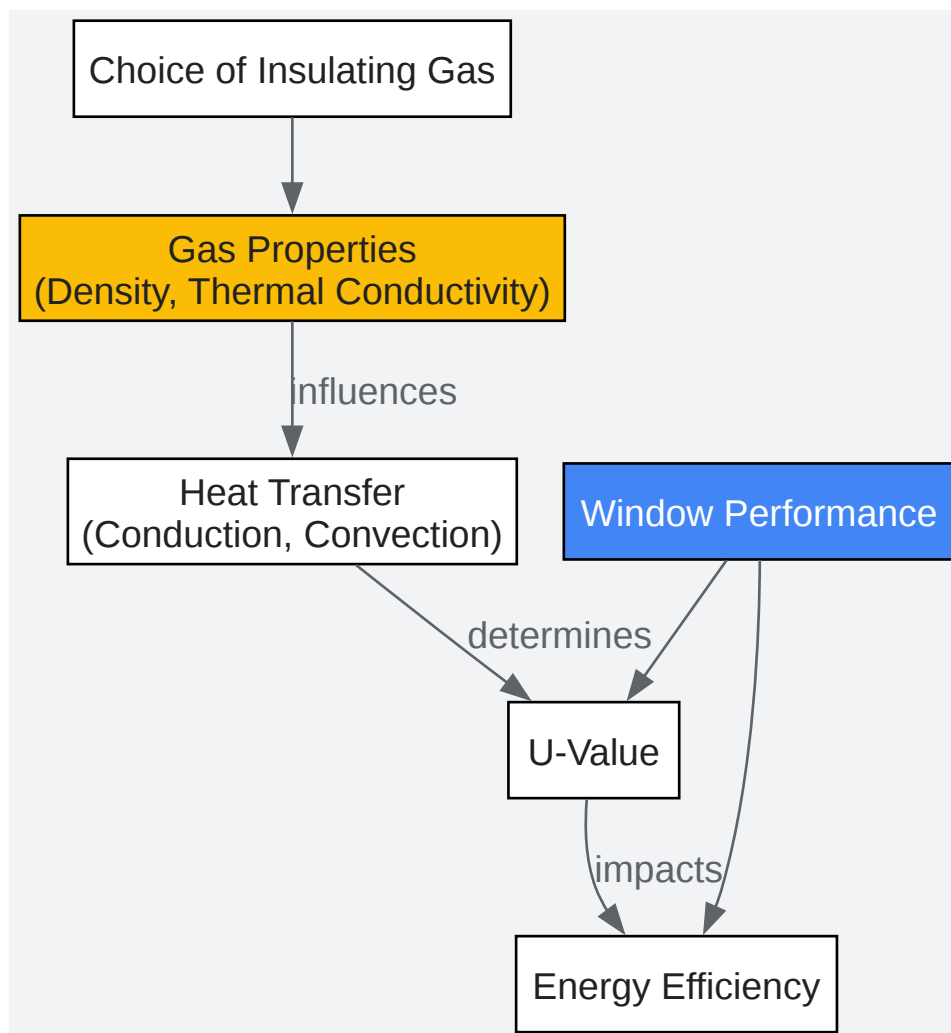 Choice of Insulating Gas
Gas Properties
(Density, Thermal Conductivity)
influences
Heat Transfer
(Conduction, Convection)
Window Performance
determines
U-Value
impacts
Energy Efficiency